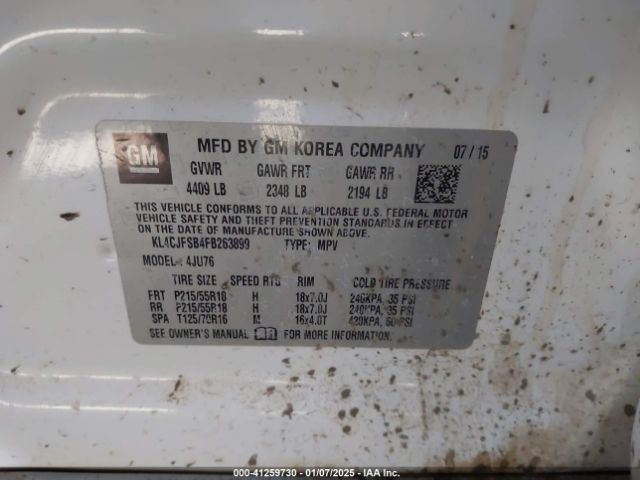 GM
MFD BY GM KOREA COMPANY 07/15
GVWR GAWR FRT GAWR RR
4409 LB 2348 LB 2194 LB
THIS VEHICLE CONFORMS TO ALL APPLICABLE U.S. FEDERAL MOTOR
VEHICLE SAFETY AND THEFT PREVENTION STANDARDS IN EFFECT
ON THE DATE OF MANUFACTURE SHOWN ABOVE.
KL4CJFSB4FB263899 TYPE: MPV
MODEL: 4JU76
TIRE SIZE SPEED RTG RIM COLD TIRE PRESSURE
FRT P215/55R18 H 18x7.0J 240KPA, 35 PSI
RR P215/55R18 H 18x7.0J 240KPA, 35 PSI
SPA T125/70R16 M 16x4.0T 420KPA, 60 PSI
SEE OWNER'S MANUAL FOR MORE INFORMATION.
000-41259730 - 01/07/2025 - IAA Inc.